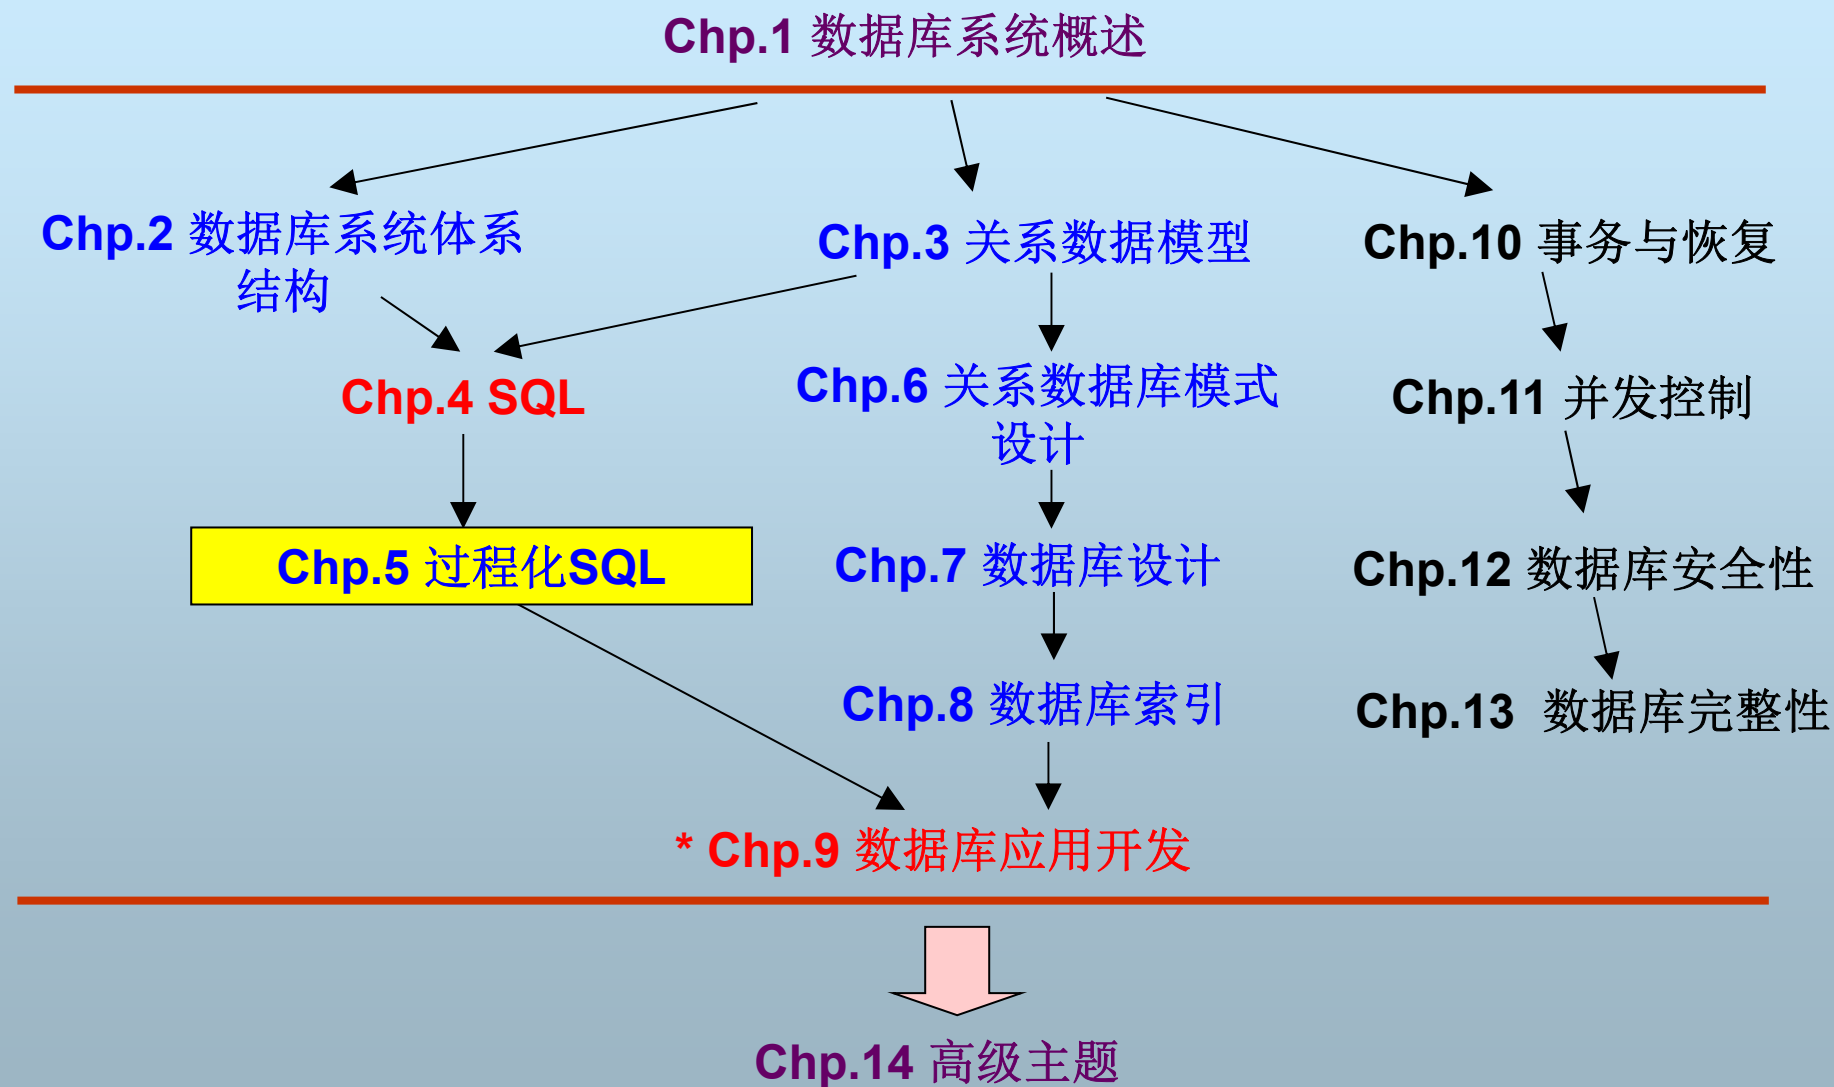 Chp.1 数据库系统概述
Chp.2 数据库系统体系
结构
Chp.3 关系数据模型
Chp.10 事务与恢复
Chp.4 SQL
Chp.6 关系数据库模式
设计
Chp.11 并发控制
Chp.5 过程化SQL
Chp.7 数据库设计
Chp.12 数据库安全性
Chp.8 数据库索引
Chp.13 数据库完整性
* Chp.9 数据库应用开发
Chp.14 高级主题